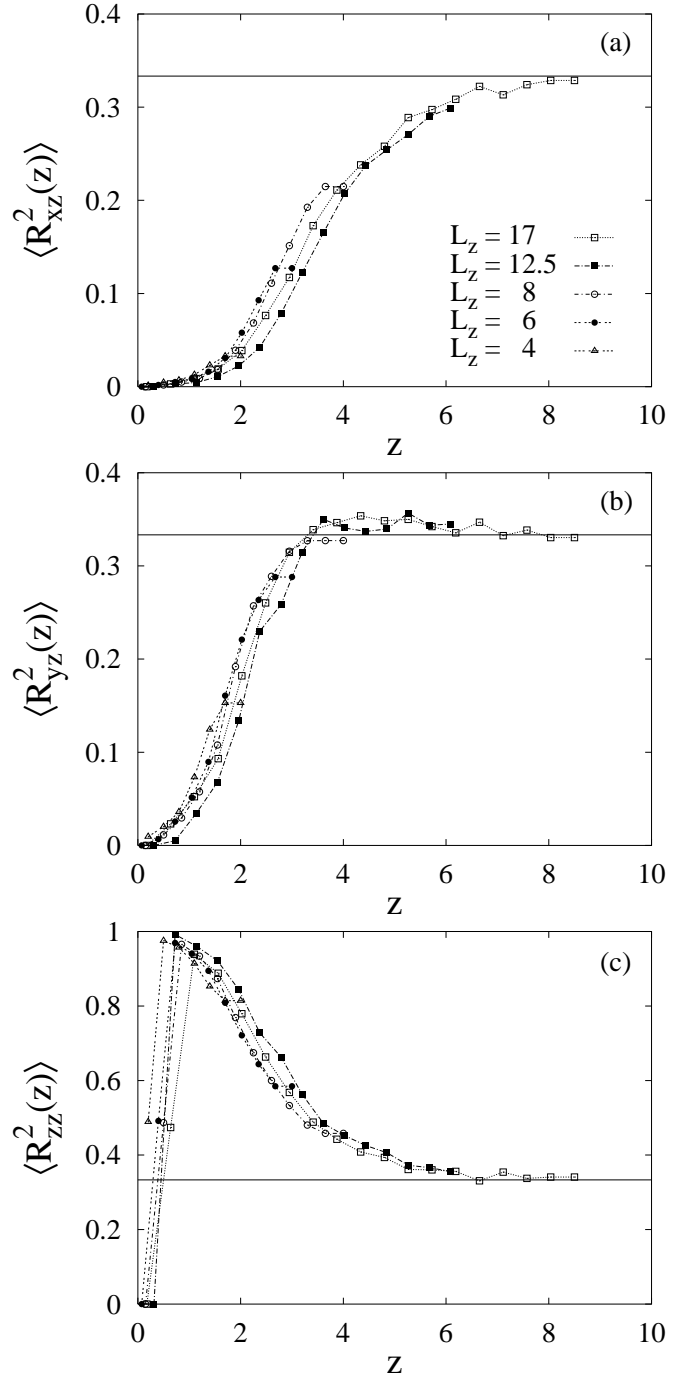 0.4
(a)
0.3
0.2
0.1
0
⟨R²xz(z)⟩
Lz = 17
Lz = 12.5
Lz = 8
Lz = 6
Lz = 4
0 2 4 6 8 10
z
0.4
(b)
0.3
0.2
0.1
0
⟨R²yz(z)⟩
0 2 4 6 8 10
z
1
(c)
0.8
0.6
0.4
0.2
0
⟨R²zz(z)⟩
0 2 4 6 8 10
z